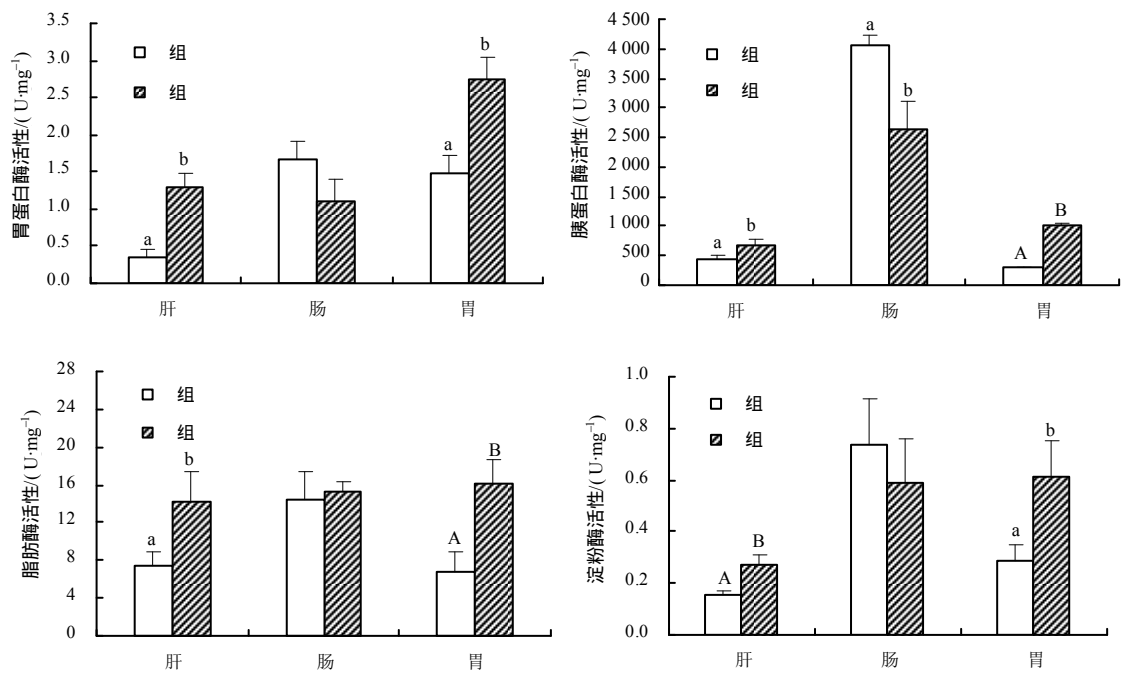 胃蛋白酶活性/( U·mg⁻¹)
3.5
3.0
2.5
2.0
1.5
1.0
0.5
0.0
组
组
a
b
a
b
肝
肠
胃
胰蛋白酶活性/( U·mg⁻¹)
4 500
4 000
3 500
3 000
2 500
2 000
1 500
1 000
500
0
组
组
a
b
a
b
A
B
肝
肠
胃
脂肪酶活性/( U·mg⁻¹)
28
24
20
16
12
8
4
0
组
组
a
b
A
B
肝
肠
胃
淀粉酶活性/( U·mg⁻¹)
1.0
0.8
0.6
0.4
0.2
0.0
组
组
A
B
a
b
肝
肠
胃